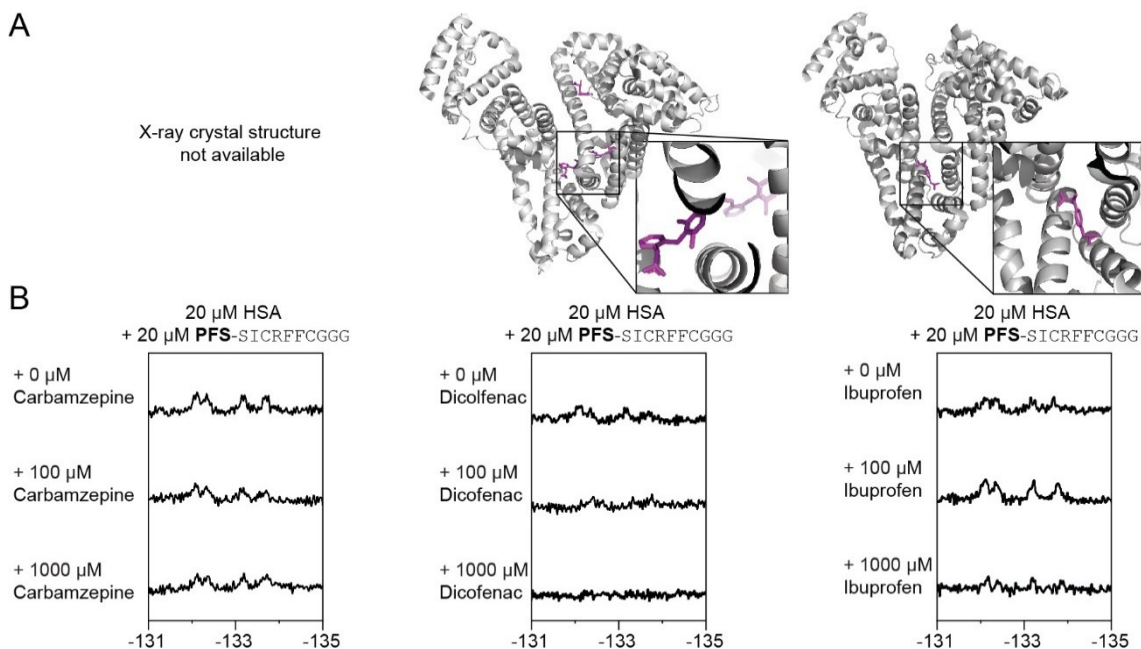 A
X-ray crystal structure
not available
B
20 µM HSA
+ 20 µM PFS-SICRFFCGGG
+ 0 µM
Carbamzepine
+ 100 µM
Carbamzepine
+ 1000 µM
Carbamzepine
-131
-133
-135
20 µM HSA
+ 20 µM PFS-SICRFFCGGG
+ 0 µM
Dicolfenac
+ 100 µM
Dicofenac
+ 1000 µM
Dicofenac
-131
-133
-135
20 µM HSA
+ 20 µM PFS-SICRFFCGGG
+ 0 µM
Ibuprofen
+ 100 µM
Ibuprofen
+ 1000 µM
Ibuprofen
-131
-133
-135